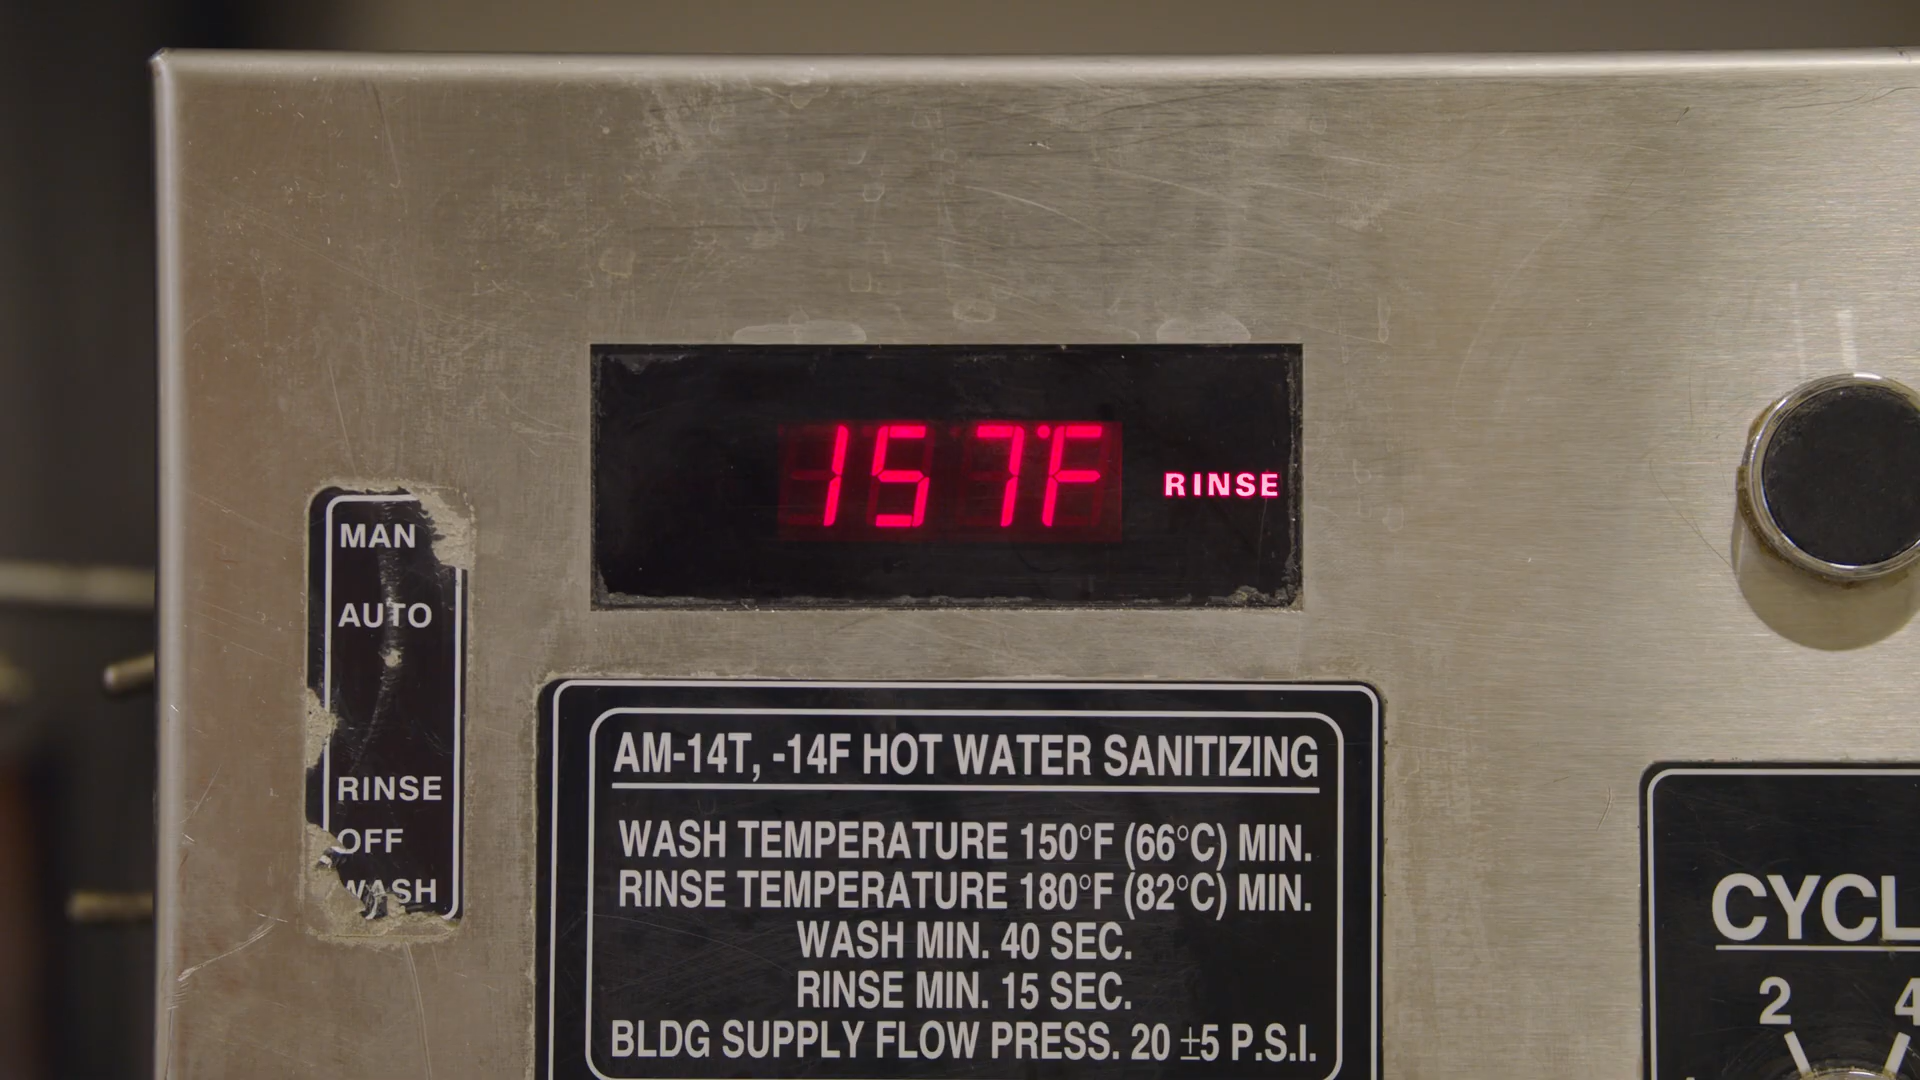 157°F RINSE
MAN
AUTO
RINSE
OFF
WASH
AM-14T, -14F HOT WATER SANITIZING
WASH TEMPERATURE 150°F (66°C) MIN.
RINSE TEMPERATURE 180°F (82°C) MIN.
WASH MIN. 40 SEC.
RINSE MIN. 15 SEC.
BLDG SUPPLY FLOW PRESS. 20 ±5 P.S.I.
CYCL
2 4